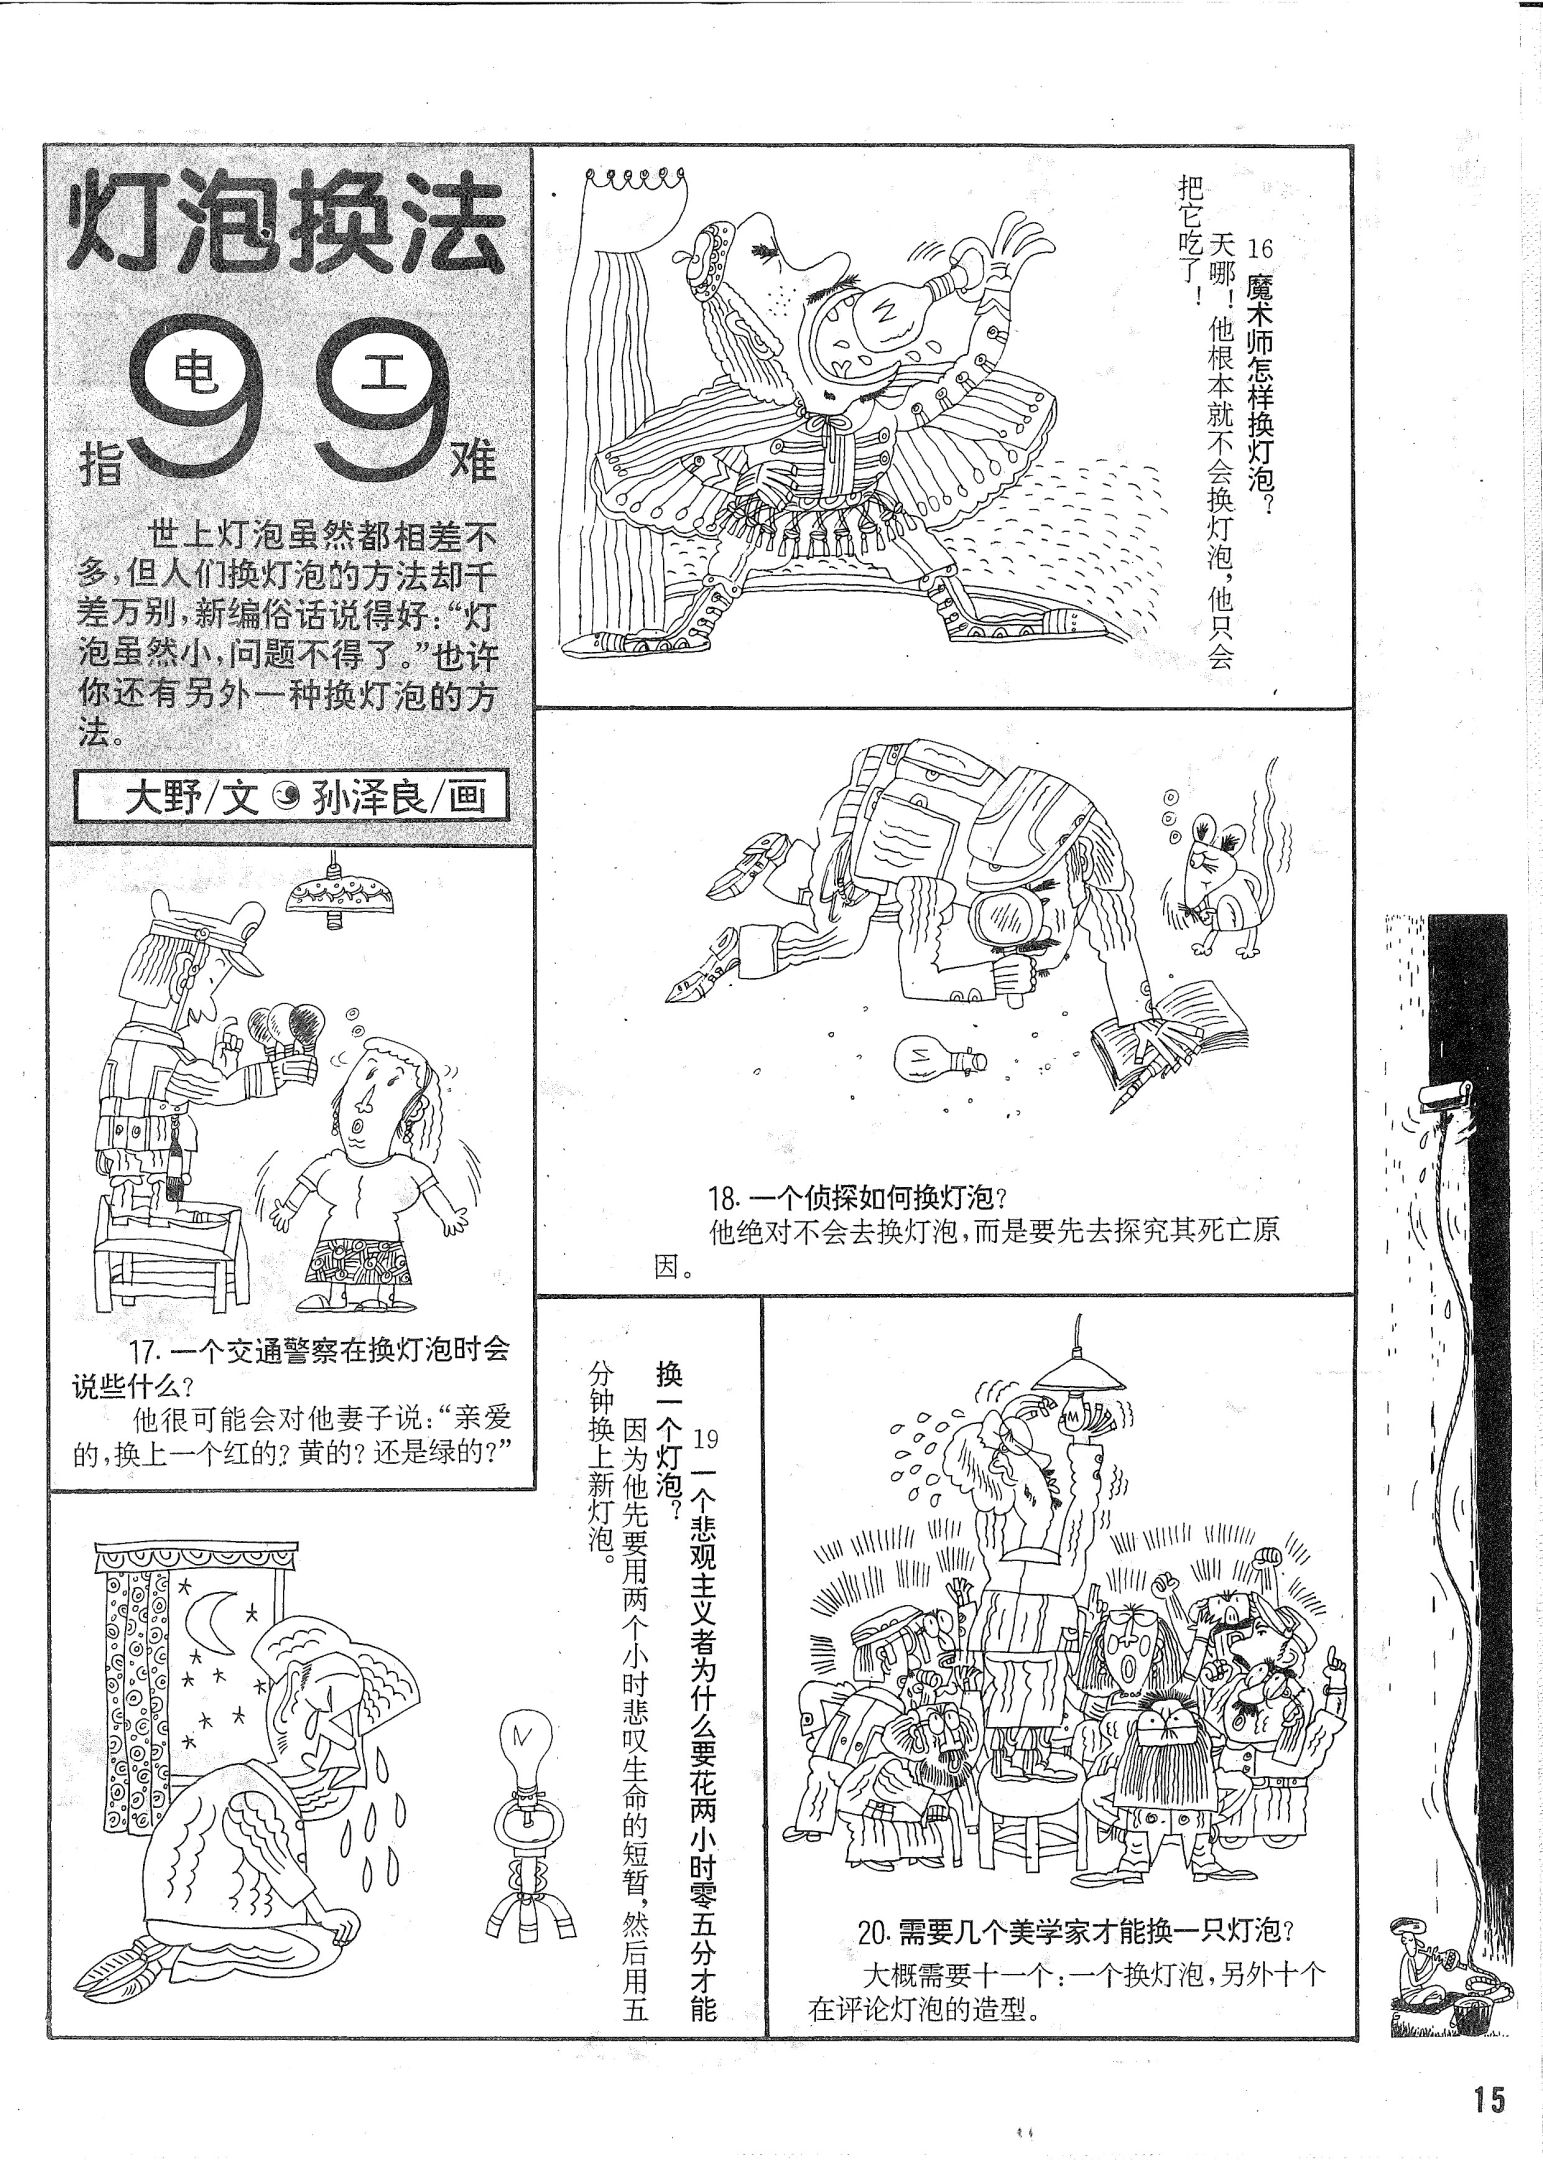 灯泡换法
99
电 工
指 难
世上灯泡虽然都相差不
多，但人们换灯泡的方法却千
差万别，新编俗话说得好：“灯
泡虽然小，问题不得了。”也许
你还有另外一种换灯泡的方
法。
大野/文 孙泽良/画
16 魔术师怎样换灯泡？
天哪！他根本就不会换灯泡，他只会
把它吃了！
17. 一个交通警察在换灯泡时会
说些什么？
他很可能会对他妻子说：“亲爱
的，换上一个红的？黄的？还是绿的？”
18. 一个侦探如何换灯泡？
他绝对不会去换灯泡，而是要先去探究其死亡原
因。
19 一个悲观主义者为什么要花两小时零五分才能
换一个灯泡？
因为他先要用两个小时悲叹生命的短暂，然后用五
分钟换上新灯泡。
20. 需要几个美学家才能换一只灯泡？
大概需要十一个：一个换灯泡，另外十个
在评论灯泡的造型。
15